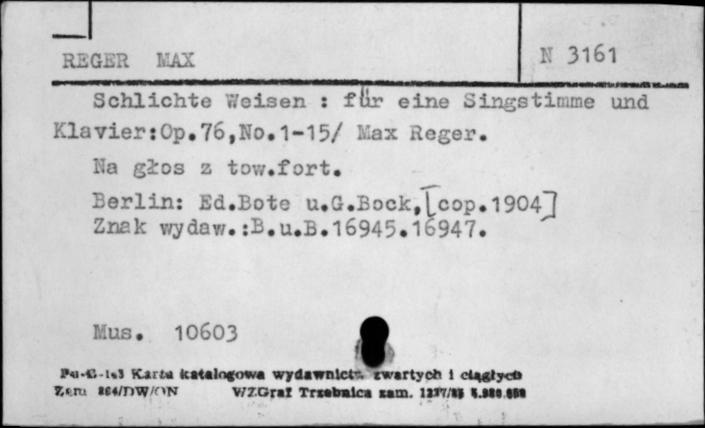 REGER MAX
N 3161
Schlichte Weisen : für eine Singstimme und
Klavier:Op.76,No.1-15/ Max Reger.
Na głos z tow.fort.
Berlin: Ed.Bote u.G.Bock,[cop.1904]
Znak wydaw.:B.u.B.16945.16947.
Mus. 10603
Karta katalogowa wydawnictw zwartych i ciągłych
WZGraf Trzebnica zam.